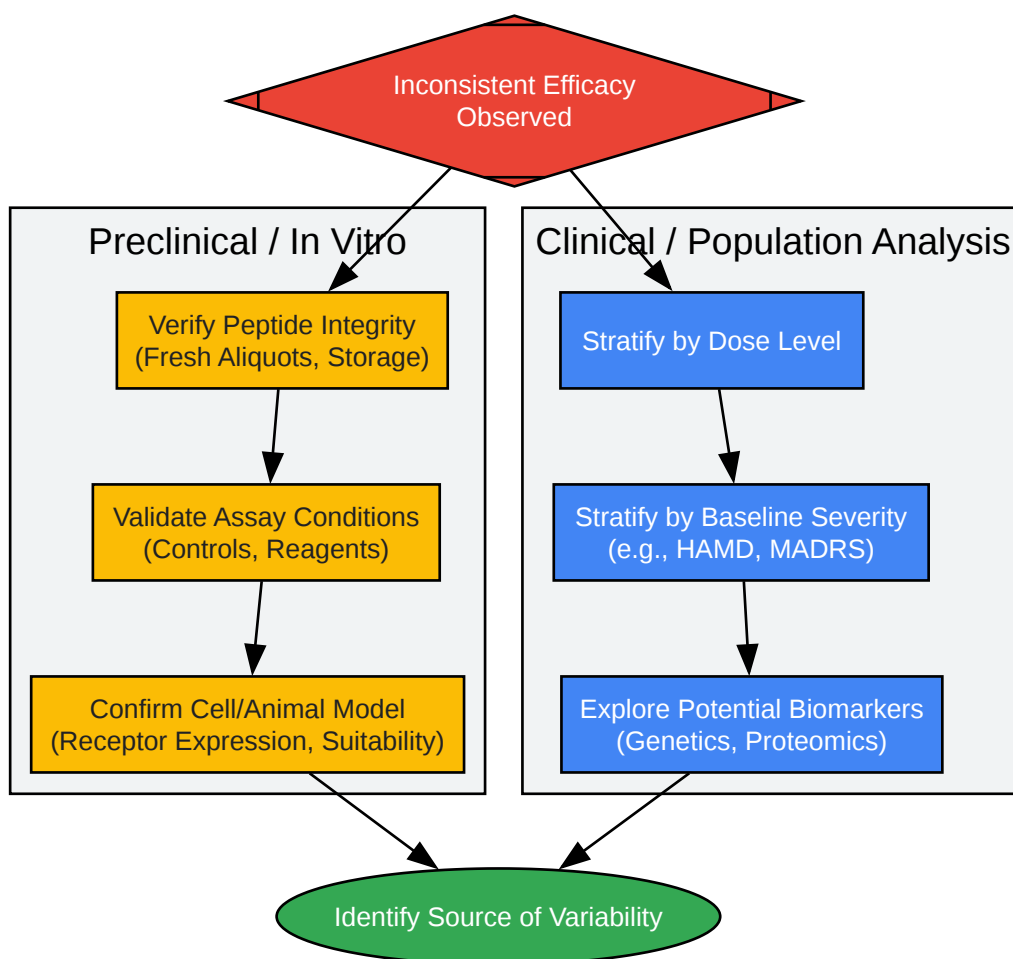 Inconsistent Efficacy
Observed
Preclinical / In Vitro
Verify Peptide Integrity
(Fresh Aliquots, Storage)
Validate Assay Conditions
(Controls, Reagents)
Confirm Cell/Animal Model
(Receptor Expression, Suitability)
Clinical / Population Analysis
Stratify by Dose Level
Stratify by Baseline Severity
(e.g., HAMD, MADRS)
Explore Potential Biomarkers
(Genetics, Proteomics)
Identify Source of Variability